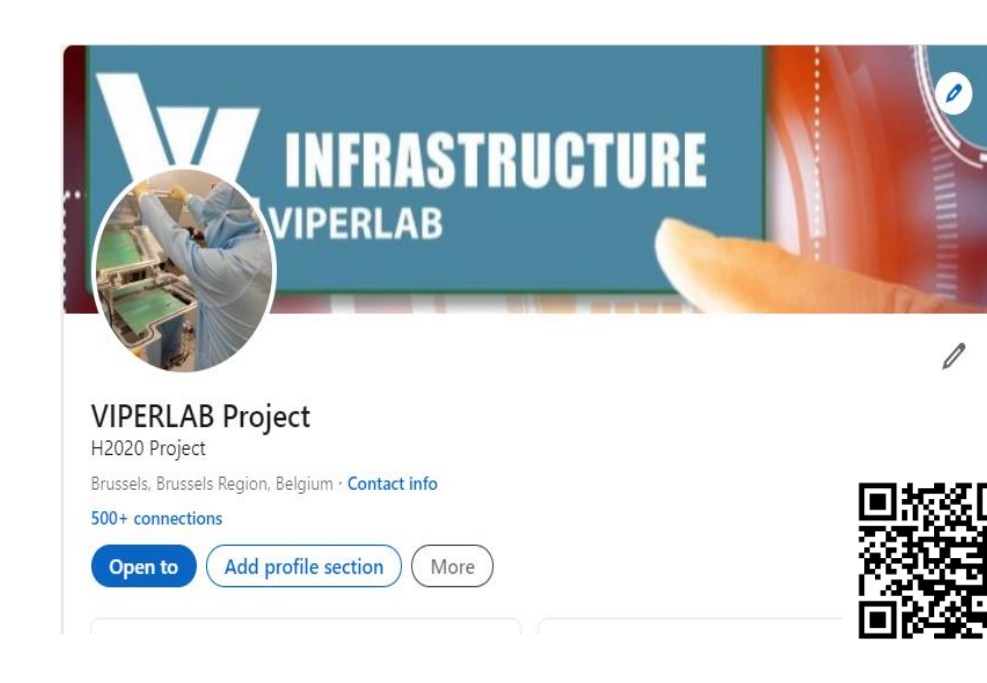 INFRASTRUCTURE
VIPERLAB
VIPERLAB Project
H2020 Project
Brussels, Brussels Region, Belgium · Contact info
500+ connections
Open to
Add profile section
More